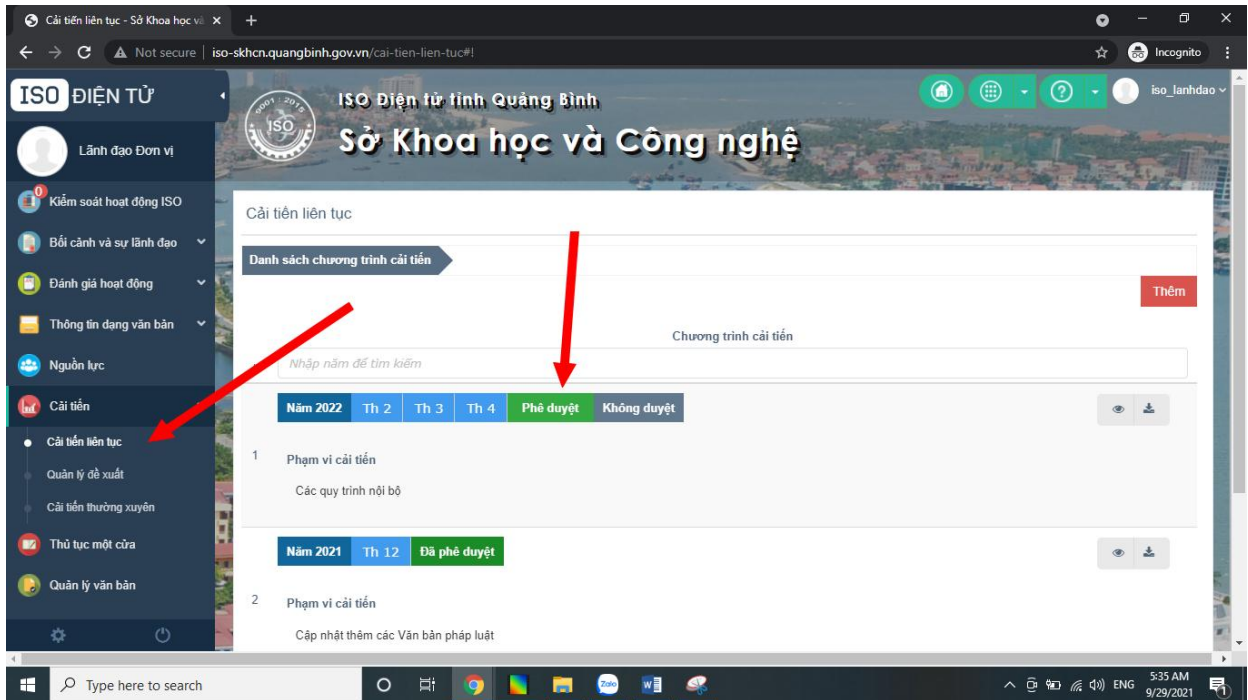 Cải tiến liên tục - Sở Khoa học và
Not secure iso-skhcn.quangbinh.gov.vn/cai-tien-lien-tuc#!
Incognito
ISO ĐIỆN TỬ
9001 : 2015
ISO
ISO Điện tử tỉnh Quảng Bình
Sở Khoa học và Công nghệ
iso_lanhdao
Lãnh đạo Đơn vị
0
Kiểm soát hoạt động ISO
Bối cảnh và sự lãnh đạo
Đánh giá hoạt động
Thông tin dạng văn bản
Nguồn lực
Cải tiến
Cải tiến liên tục
Quản lý đề xuất
Cải tiến thường xuyên
Thủ tục một cửa
Quản lý văn bản
Cải tiến liên tục
Danh sách chương trình cải tiến
Thêm
Chương trình cải tiến
Nhập năm để tìm kiếm
Năm 2022 Th 2 Th 3 Th 4 Phê duyệt Không duyệt
1 Phạm vi cải tiến
Các quy trình nội bộ
Năm 2021 Th 12 Đã phê duyệt
2 Phạm vi cải tiến
Cập nhật thêm các Văn bản pháp luật
Type here to search
Zalo
ENG
5:35 AM
9/29/2021
1